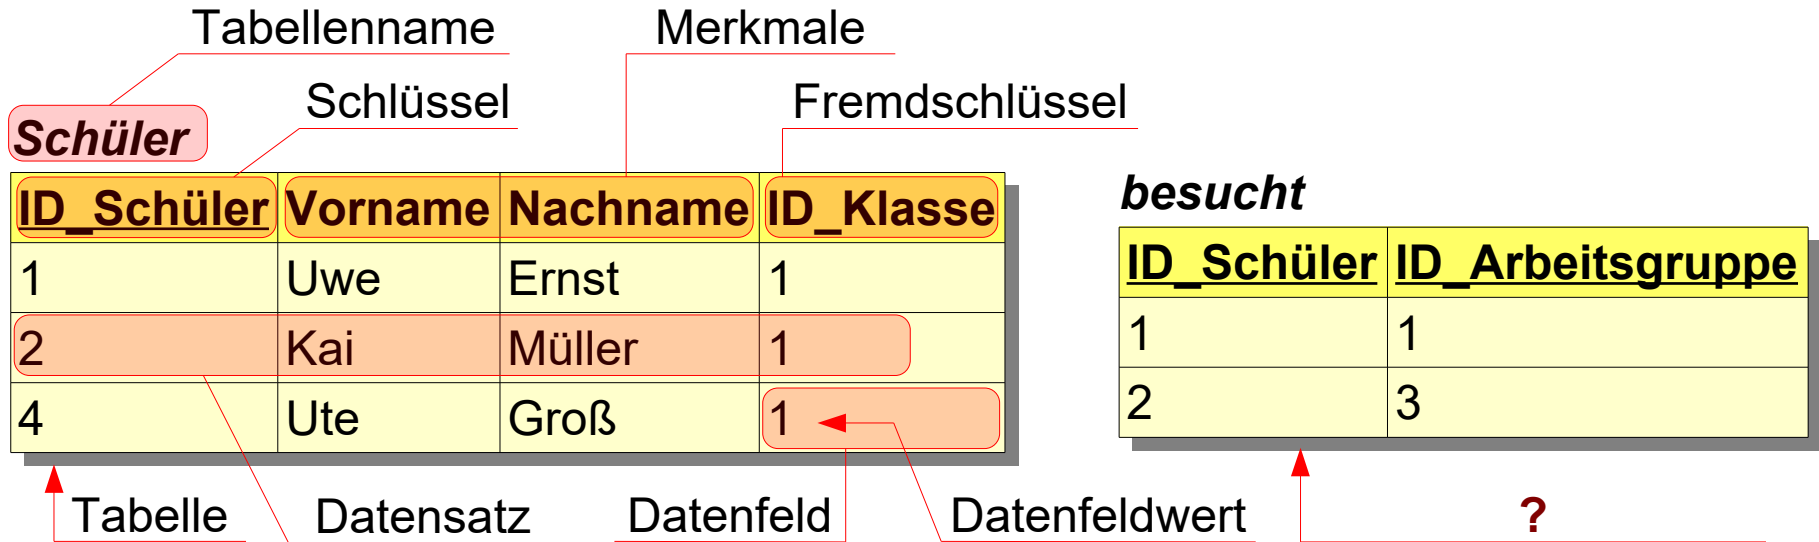 Tabellenname Merkmale
Schlüssel Fremdschlüssel
Schüler
besucht
ID_Schüler Vorname Nachname ID_Klasse
1 Uwe Ernst 1
2 Kai Müller 1
4 Ute Groß 1
ID_Schüler ID_Arbeitsgruppe
1 1
2 3
Tabelle Datensatz Datenfeld Datenfeldwert ?